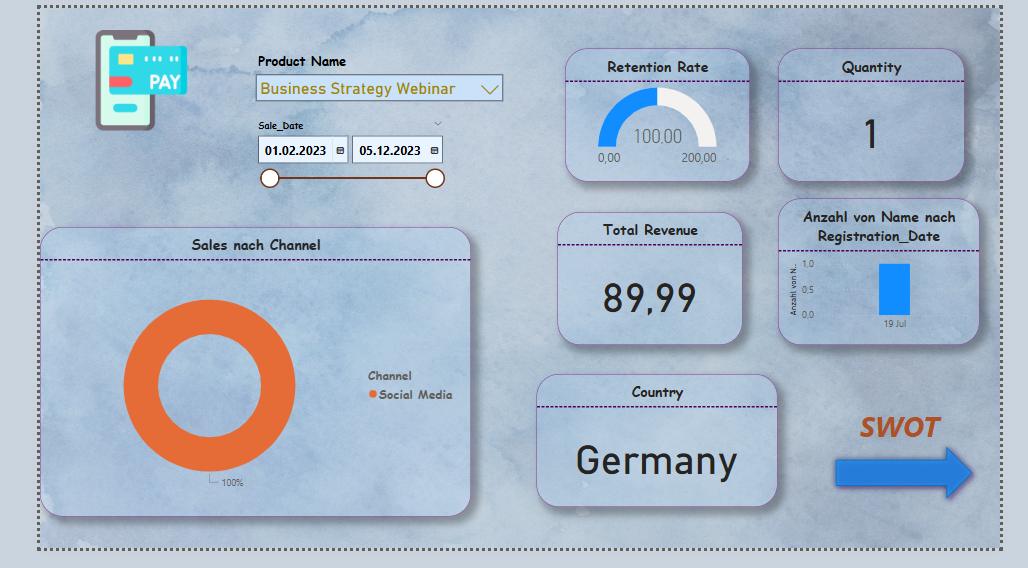 PAY
Product Name
Business Strategy Webinar
Sale_Date
01.02.2023
05.12.2023
Retention Rate
100,00
0,00
200,00
Quantity
1
Sales nach Channel
Channel
Social Media
100%
Total Revenue
89,99
Anzahl von Name nach
Registration_Date
Anzahl von N...
1,0
0,5
0,0
19 Jul
Country
Germany
SWOT